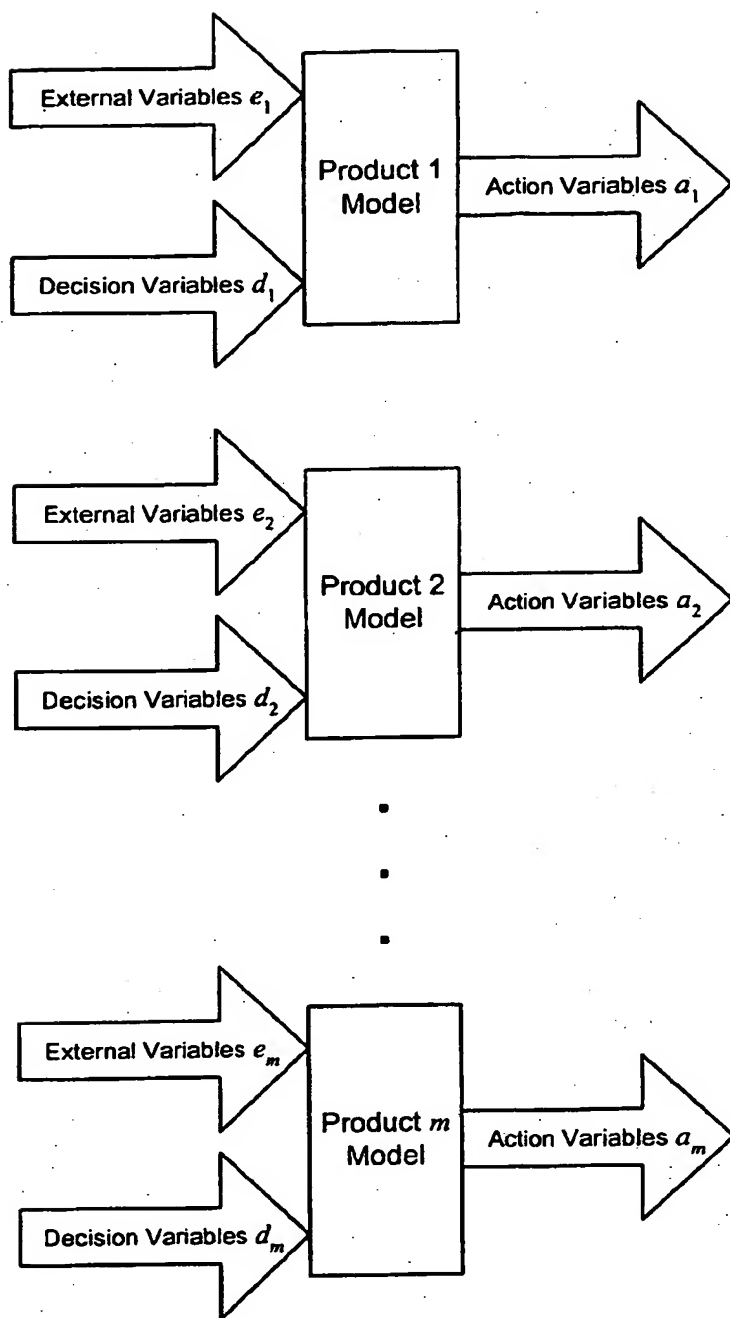 External Variables e₁
Product 1
Model
Action Variables a₁
Decision Variables d₁
External Variables e₂
Product 2
Model
Action Variables a₂
Decision Variables d₂
External Variables eₘ
Product m
Model
Action Variables aₘ
Decision Variables dₘ